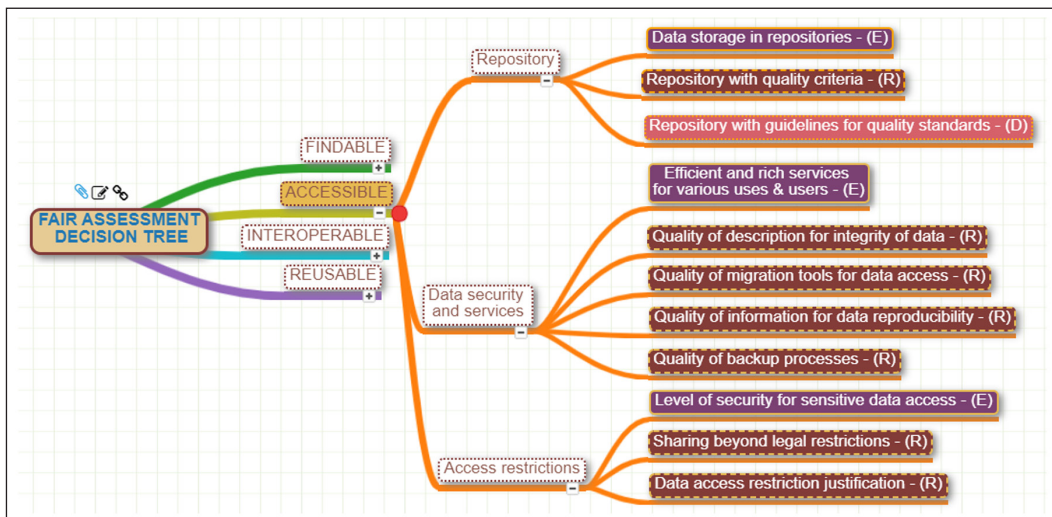 FAIR ASSESSMENT
DECISION TREE
FINDABLE
ACCESSIBLE
INTEROPERABLE
REUSABLE
Repository
Data storage in repositories - (E)
Repository with quality criteria - (R)
Repository with guidelines for quality standards - (D)
Data security
and services
Efficient and rich services
for various uses & users - (E)
Quality of description for integrity of data - (R)
Quality of migration tools for data access - (R)
Quality of information for data reproducibility - (R)
Quality of backup processes - (R)
Access restrictions
Level of security for sensitive data access - (E)
Sharing beyond legal restrictions - (R)
Data access restriction justification - (R)